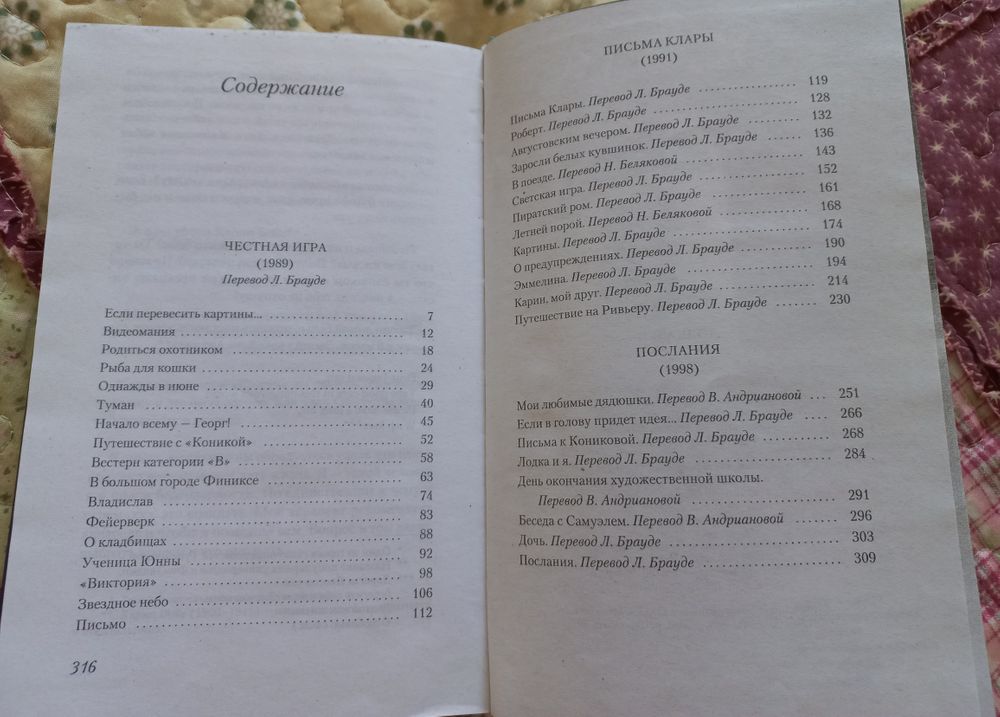 Содержание
ЧЕСТНАЯ ИГРА
(1989)
Перевод Л. Брауде
Если перевесить картины... 7
Видеомания 12
Родиться охотником 18
Рыба для кошки 24
Однажды в июне 29
Туман 40
Начало всему — Георг! 45
Путешествие с «Коникой» 52
Вестерн категории «В» 58
В большом городе Финиксе 63
Владислав 74
Фейерверк 83
О кладбищах 88
Ученица Юнны 92
«Виктория» 98
Звездное небо 106
Письмо 112
316
ПИСЬМА КЛАРЫ
(1991)
Письма Клары. Перевод Л. Брауде 119
Роберт. Перевод Л. Брауде 128
Августовским вечером. Перевод Л. Брауде 132
Заросли белых кувшинок. Перевод Л. Брауде 136
В поезде. Перевод Н. Беляковой 143
Светская игра. Перевод Л. Брауде 152
Пиратский ром. Перевод Л. Брауде 161
Летней порой. Перевод Н. Беляковой 168
Картины. Перевод Л. Брауде 174
О предупреждениях. Перевод Л. Брауде 190
Эммелина. Перевод Л. Брауде 194
Карин, мой друг. Перевод Л. Брауде 214
Путешествие на Ривьеру. Перевод Л. Брауде 230
ПОСЛАНИЯ
(1998)
Мои любимые дядюшки. Перевод В. Андриановой 251
Если в голову придет идея... Перевод Л. Брауде 266
Письма к Кониковой. Перевод Л. Брауде 268
Лодка и я. Перевод Л. Брауде 284
День окончания художественной школы.
Перевод В. Андриановой 291
Беседа с Самуэлем. Перевод В. Андриановой 296
Дочь. Перевод Л. Брауде 303
Послания. Перевод Л. Брауде 309